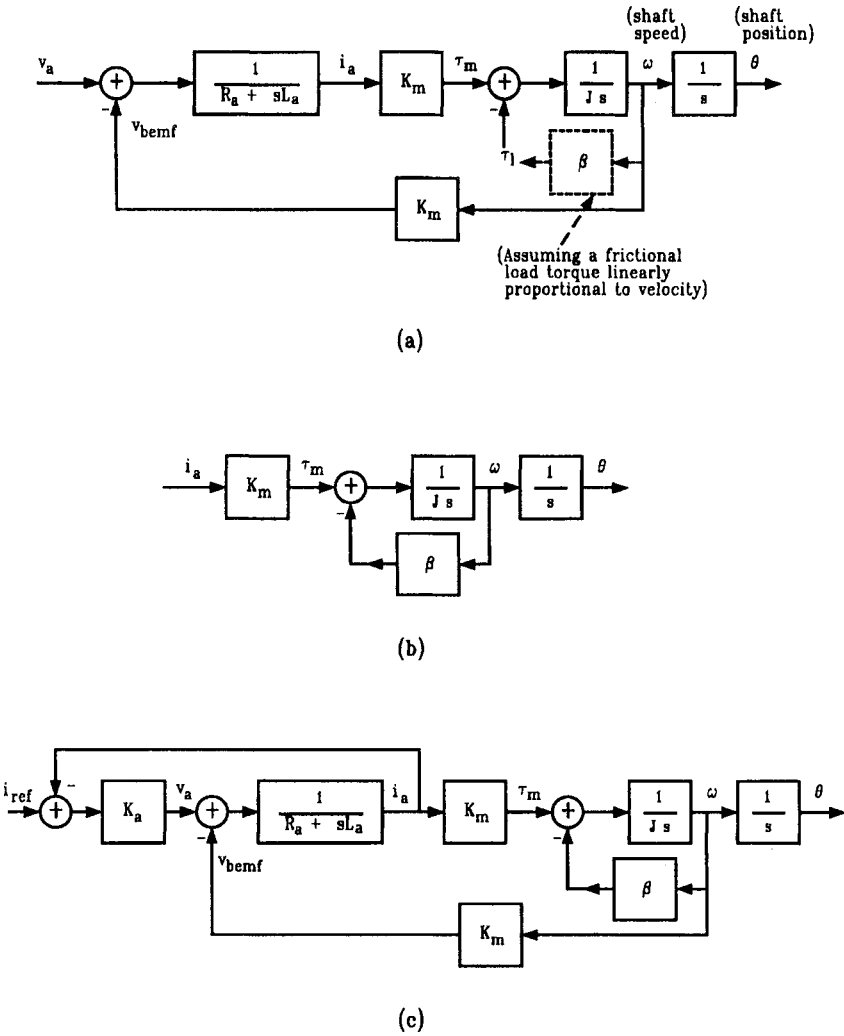 (shaft speed) (shaft position)
v_a + - 1/(R_a + sL_a) i_a K_m τ_m + - 1/(J s) ω 1/s θ
v_bemf τ_l β
K_m
(Assuming a frictional
load torque linearly
proportional to velocity)
(a)
i_a K_m τ_m + - 1/(J s) ω 1/s θ
β
(b)
i_ref + - K_a v_a + - 1/(R_a + sL_a) i_a K_m τ_m + - 1/(J s) ω 1/s θ
v_bemf β
K_m
(c)